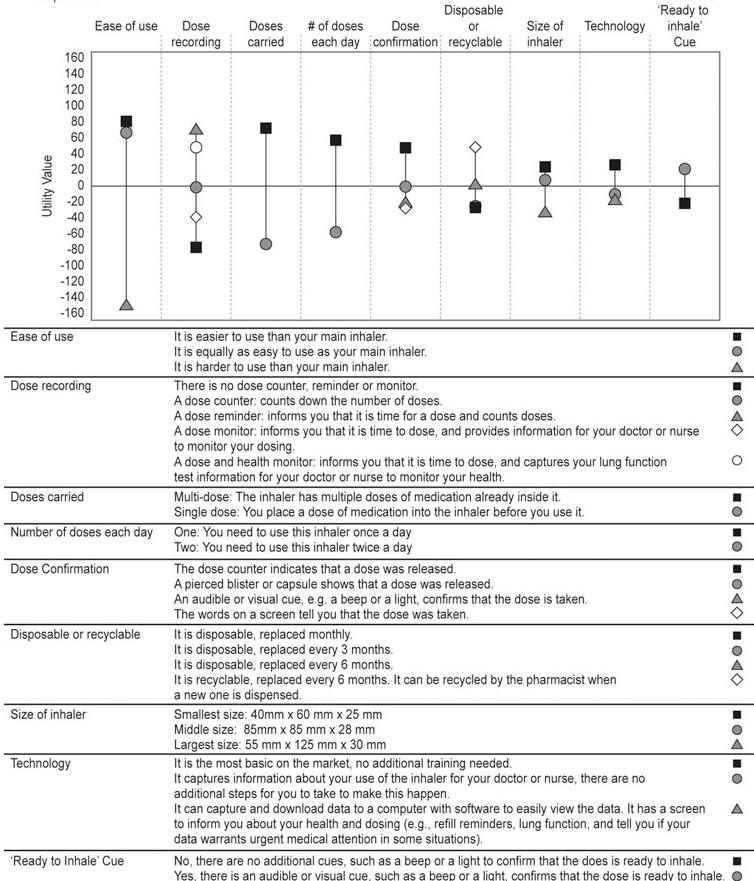 Ease of use
Dose
recording
Doses
carried
# of doses
each day
Dose
confirmation
Disposable
or
recyclable
Size of
inhaler
Technology
‘Ready to
inhale’
Cue
Utility Value
160
140
120
100
80
60
40
20
0
-20
-40
-60
-80
-100
-120
-140
-160
Ease of use
It is easier to use than your main inhaler.
It is equally as easy to use as your main inhaler.
It is harder to use than your main inhaler.
Dose recording
There is no dose counter, reminder or monitor.
A dose counter: counts down the number of doses.
A dose reminder: informs you that it is time for a dose and counts doses.
A dose monitor: informs you that it is time to dose, and provides information for your doctor or nurse
to monitor your dosing.
A dose and health monitor: informs you that it is time to dose, and captures your lung function
test information for your doctor or nurse to monitor your health.
Doses carried
Multi-dose: The inhaler has multiple doses of medication already inside it.
Single dose: You place a dose of medication into the inhaler before you use it.
Number of doses each day
One: You need to use this inhaler once a day
Two: You need to use this inhaler twice a day
Dose Confirmation
The dose counter indicates that a dose was released.
A pierced blister or capsule shows that a dose was released.
An audible or visual cue, e.g. a beep or a light, confirms that the dose is taken.
The words on a screen tell you that the dose was taken.
Disposable or recyclable
It is disposable, replaced monthly.
It is disposable, replaced every 3 months.
It is disposable, replaced every 6 months.
It is recyclable, replaced every 6 months. It can be recycled by the pharmacist when
a new one is dispensed.
Size of inhaler
Smallest size: 40mm x 60 mm x 25 mm
Middle size: 85mm x 85 mm x 28 mm
Largest size: 55 mm x 125 mm x 30 mm
Technology
It is the most basic on the market, no additional training needed.
It captures information about your use of the inhaler for your doctor or nurse, there are no
additional steps for you to take to make this happen.
It can capture and download data to a computer with software to easily view the data. It has a screen
to inform you about your health and dosing (e.g., refill reminders, lung function, and tell you if your
data warrants urgent medical attention in some situations).
‘Ready to Inhale’ Cue
No, there are no additional cues, such as a beep or a light to confirm that the does is ready to inhale.
Yes, there is an audible or visual cue, such as a beep or a light, confirms that the dose is ready to inhale.